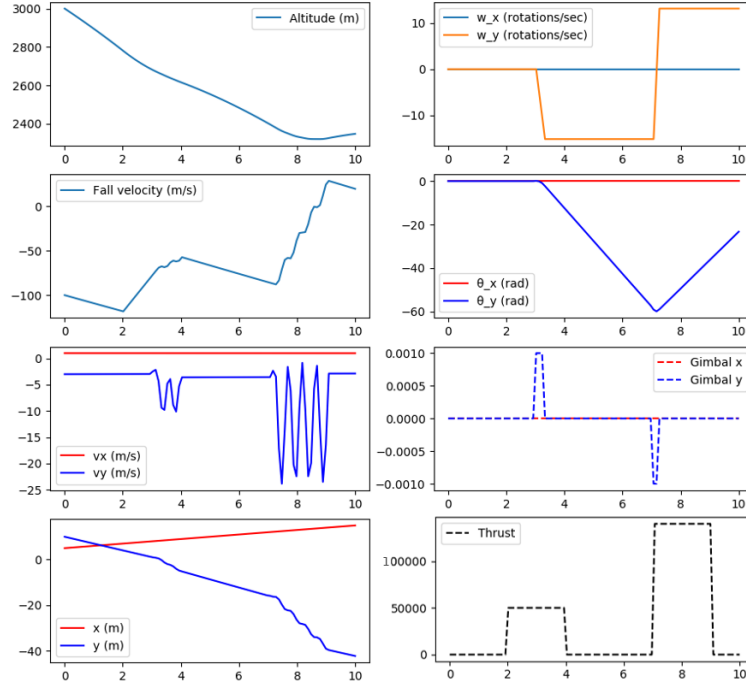 3000
2800
2600
2400
Altitude (m)
0 2 4 6 8 10
10
0
−10
w_x (rotations/sec)
w_y (rotations/sec)
0 2 4 6 8 10
0
−50
−100
Fall velocity (m/s)
0 2 4 6 8 10
0
−20
−40
−60
θ_x (rad)
θ_y (rad)
0 2 4 6 8 10
0
−5
−10
−15
−20
−25
vx (m/s)
vy (m/s)
0 2 4 6 8 10
0.0010
0.0005
0.0000
−0.0005
−0.0010
Gimbal x
Gimbal y
0 2 4 6 8 10
0
−20
−40
x (m)
y (m)
0 2 4 6 8 10
100000
50000
0
Thrust
0 2 4 6 8 10